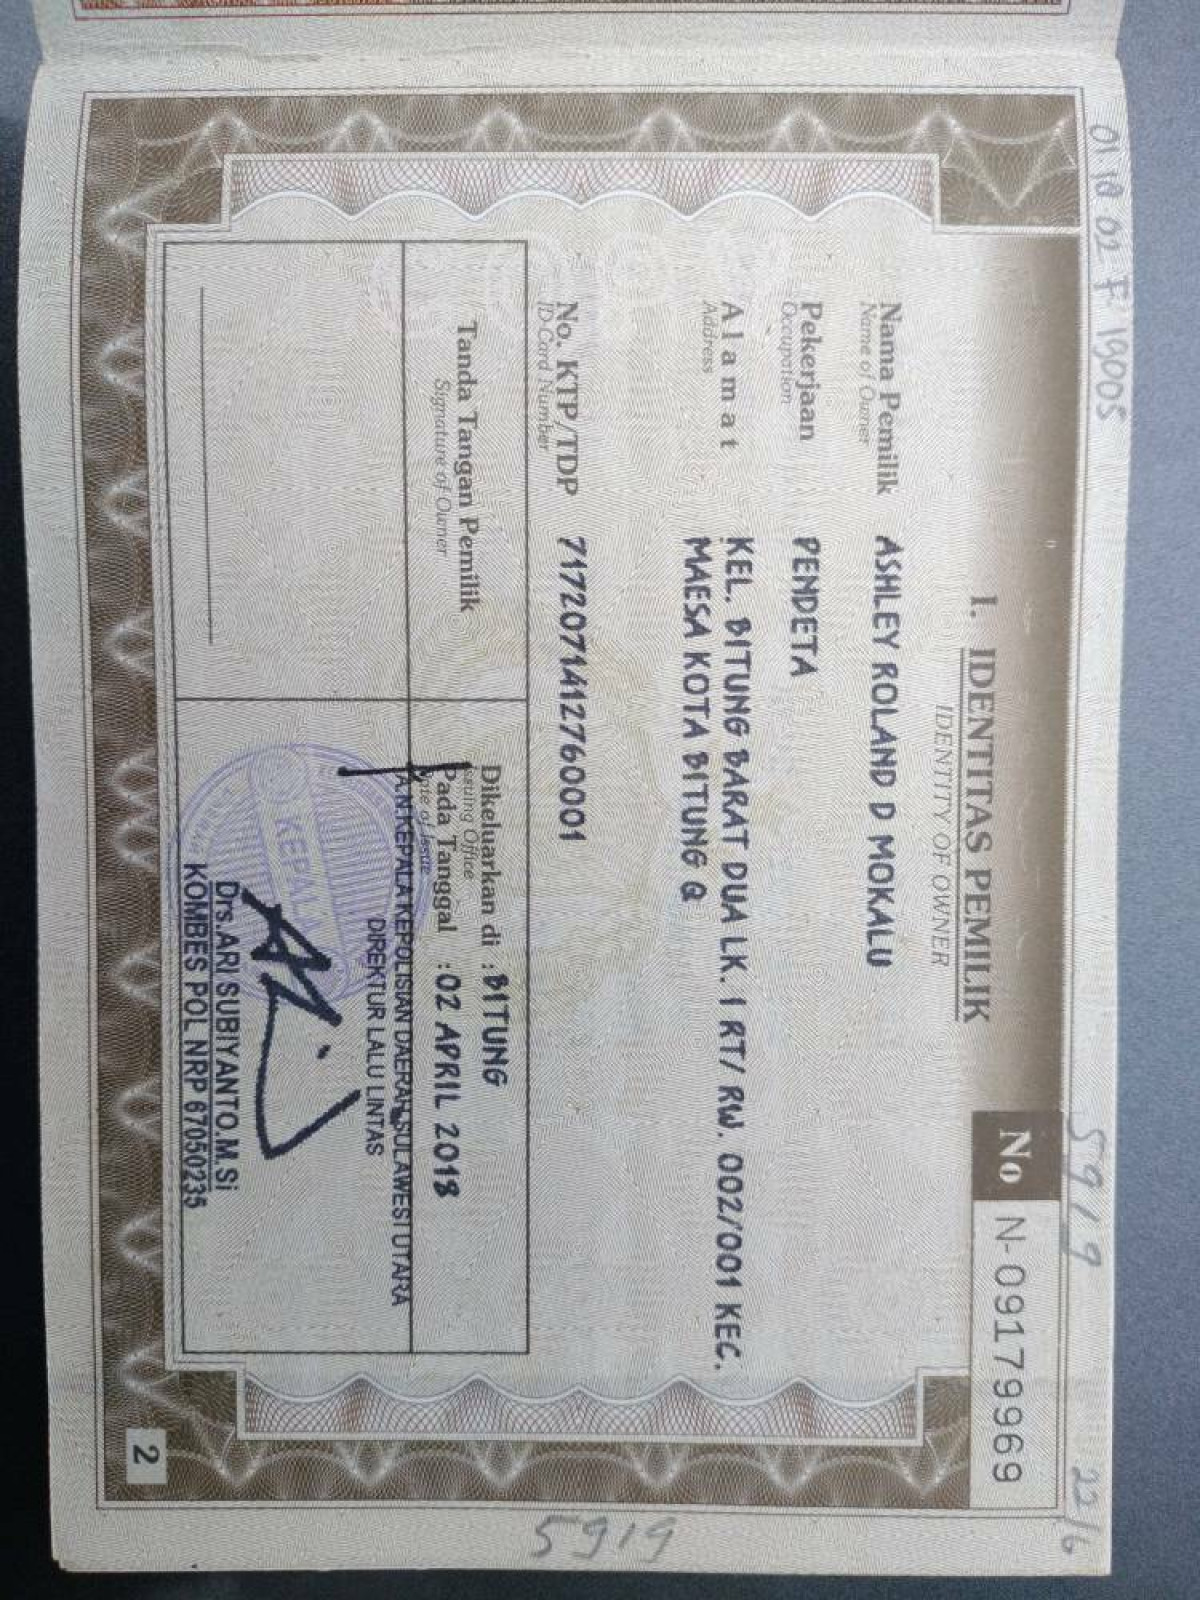 01 18 02 F 19005
5919
22/6
No N-09179969
I. IDENTITAS PEMILIK
IDENTITY OF OWNER
Nama Pemilik ASHLEY ROLAND D MOKALU
Name of Owner
Pekerjaan PENDETA
Occupation
Alamat KEL. BITUNG BARAT DUA LK. 1 RT/ RW. 002/001 KEC.
Address MAESA KOTA BITUNG Q
No. KTP/TDP 7172071412760001
ID Card Number
Tanda Tangan Pemilik
Signature of Owner
Dikeluarkan di : BITUNG
Issuing Office
Pada Tanggal : 02 APRIL 2018
Date of Issue
A.N.KEPALA KEPOLISIAN DAERAH SULAWESI UTARA
DIREKTUR LALU LINTAS
KEPALA
Drs.ARI SUBIYANTO.M.Si
KOMBES POL NRP 67050235
2
5919